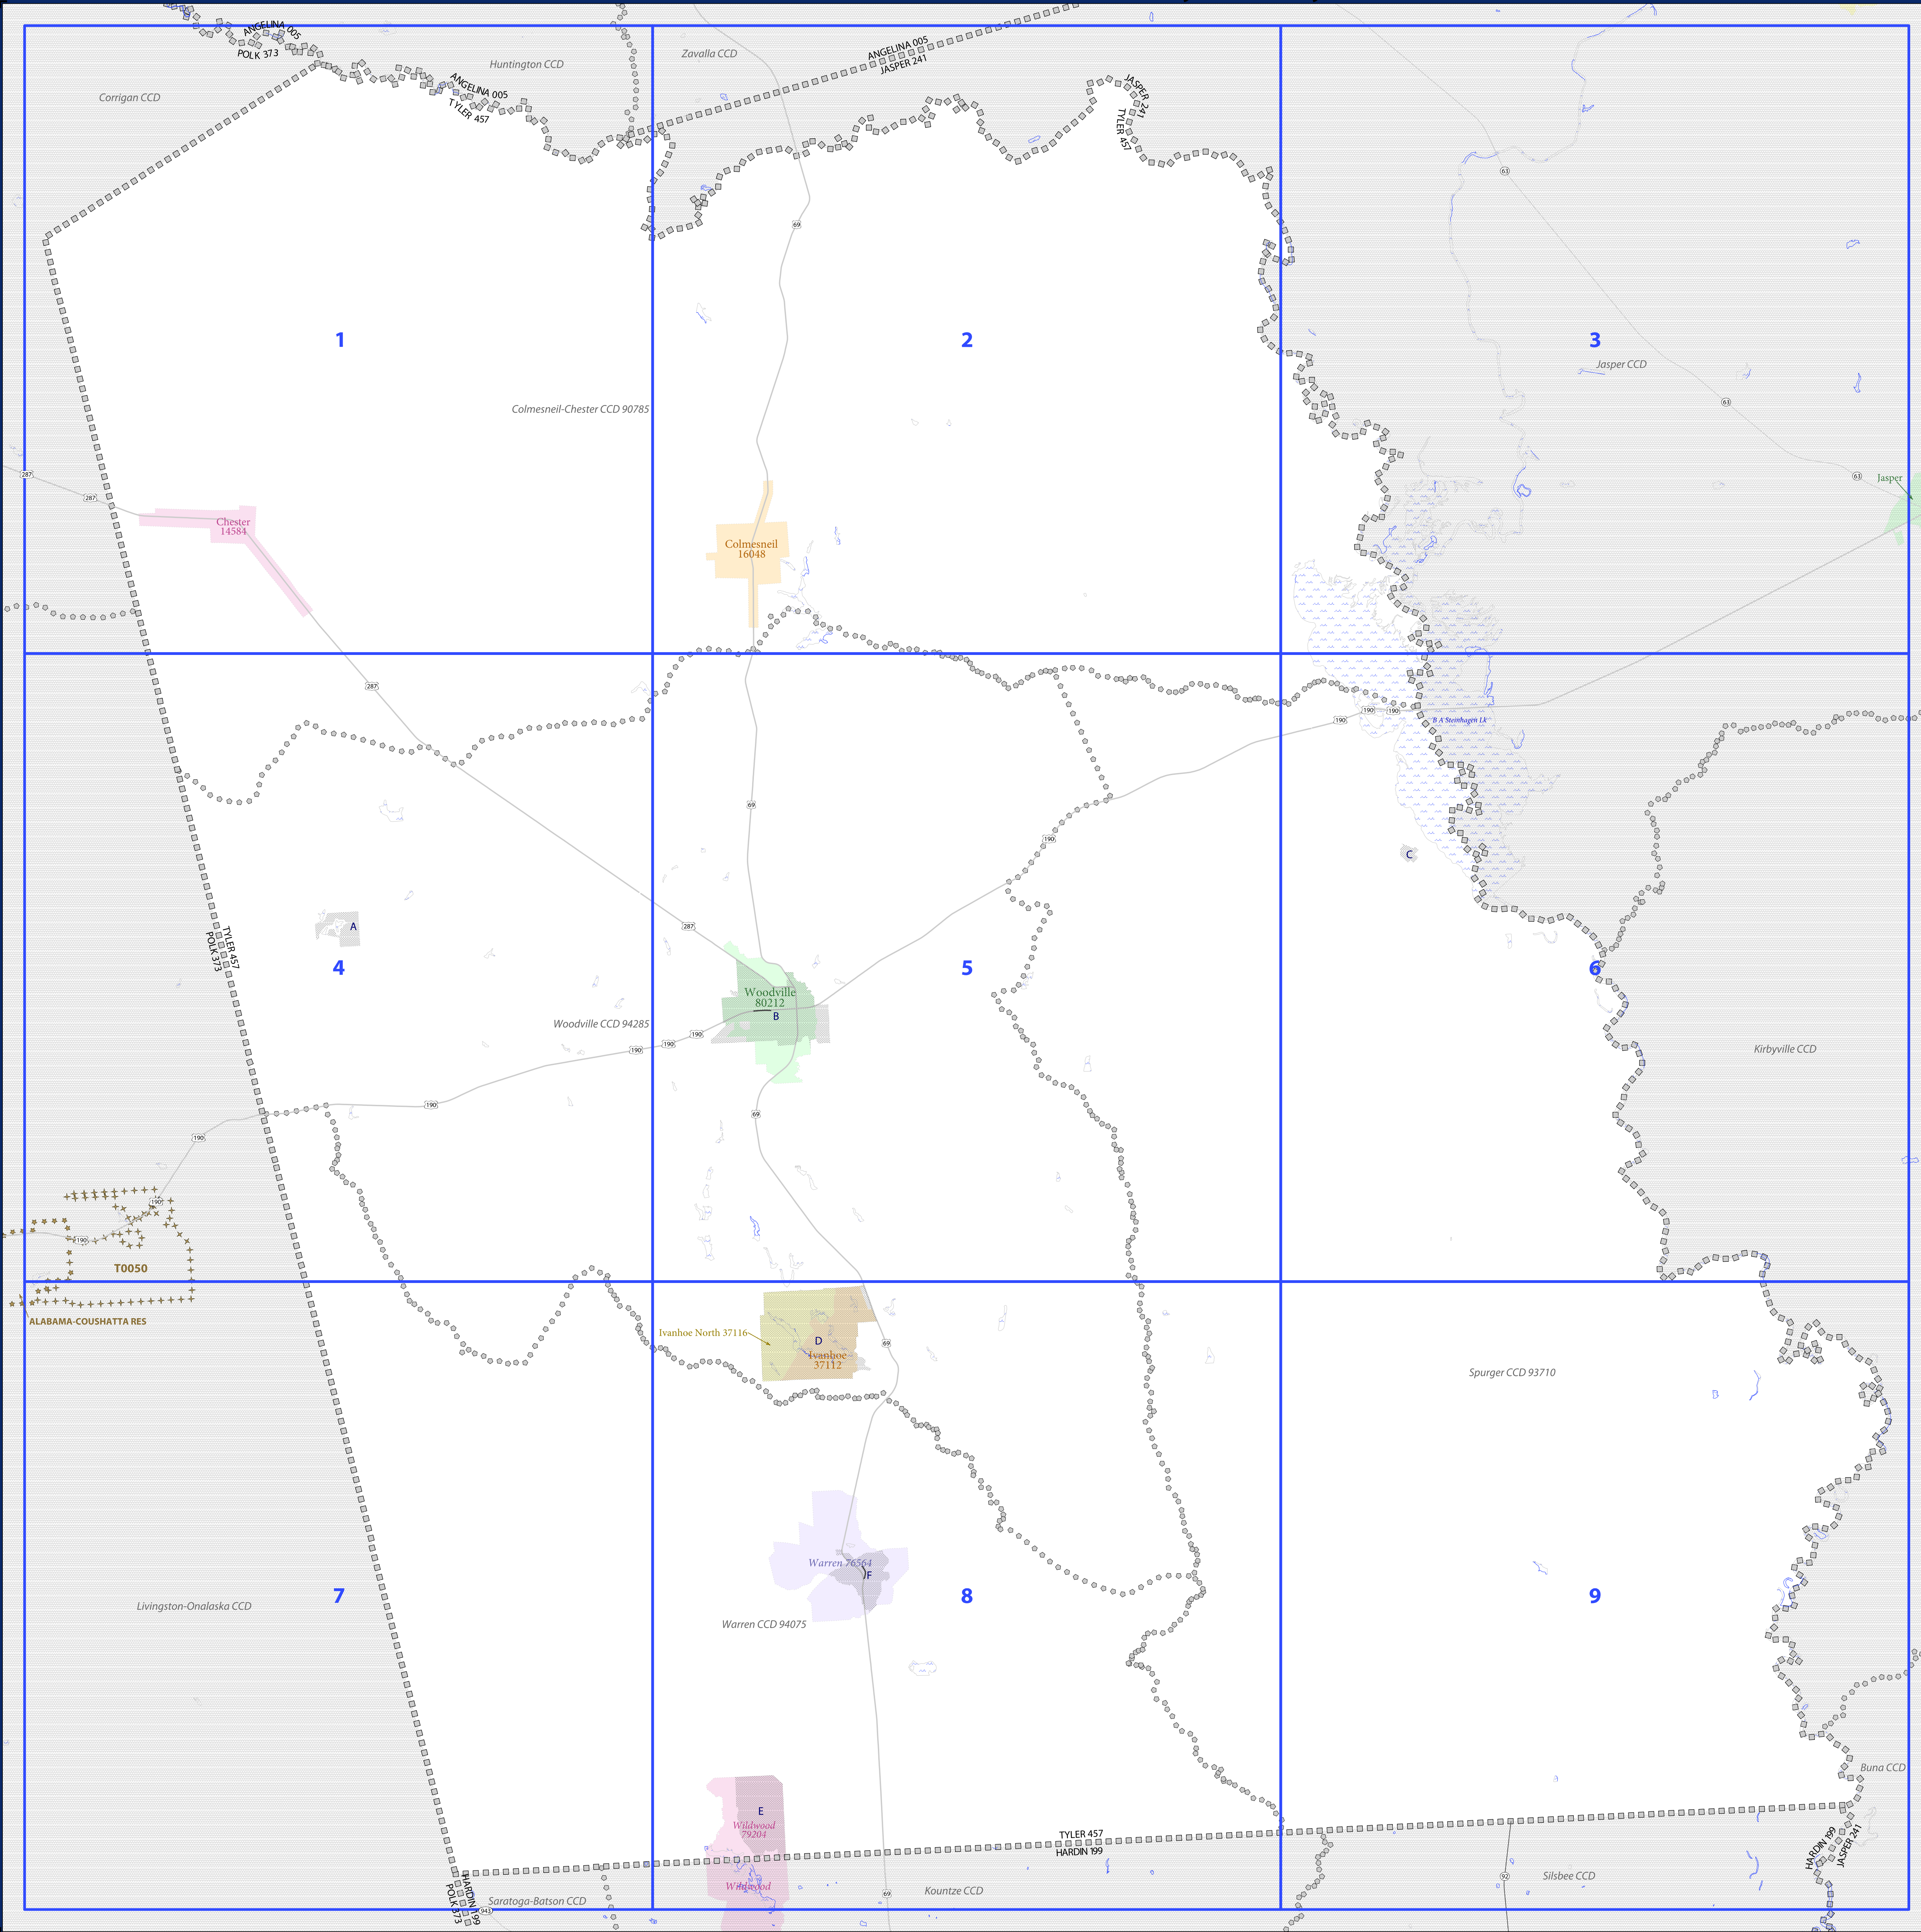 ANGELINA 005
POLK 373
Huntington CCD
Zavalla CCD
ANGELINA 005
JASPER 241
Corrigan CCD
ANGELINA 005
TYLER 457
JASPER 241
TYLER 457
63
69
1
2
3
Jasper CCD
63
Colmesneil-Chester CCD 90785
287
287
63
Jasper
Chester
14584
Colmesneil
16048
287
190
190
190
B A Steinhagen Lk
69
190
C
A
287
TYLER 457
POLK 373
4
5
6
Woodville
80212
B
Woodville CCD 94285
190
190
190
Kirbyville CCD
190
69
190
190
190
T0050
ALABAMA-COUSHATTA RES
Ivanhoe North 37116
D
Ivanhoe
37112
69
Spurger CCD 93710
Warren 76564
F
7
8
9
Livingston-Onalaska CCD
Warren CCD 94075
Buna CCD
E
Wildwood
79204
TYLER 457
HARDIN 199
HARDIN 199
JASPER 241
Wildwood
Kountze CCD
69
92
Silsbee CCD
HARDIN 199
POLK 373
Saratoga-Batson CCD
943